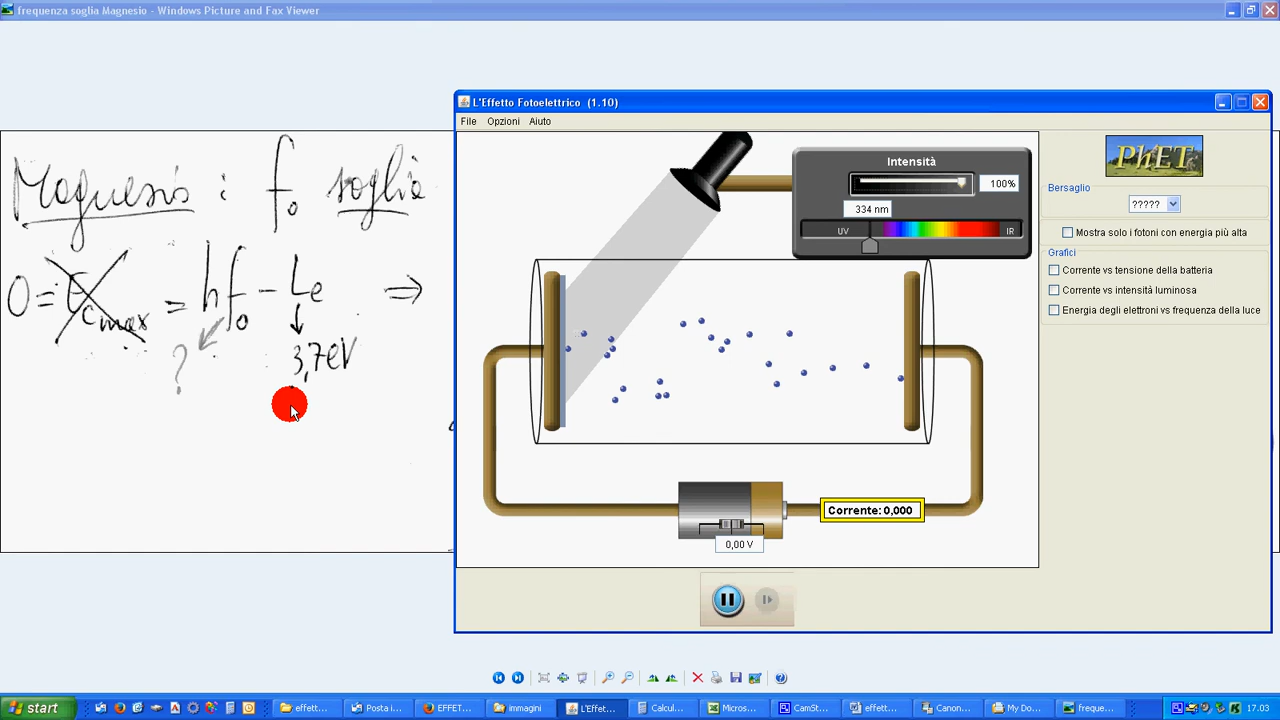 frequenza soglia Magnesio - Windows Picture and Fax Viewer
Magnesio : f0 soglia
0 = Ecmax = hf0 - Le ⇒
?
3,7eV
L'Effetto Fotoelettrico (1.10)
File Opzioni Aiuto
Intensità
100%
334 nm
UV IR
PhET
Bersaglio
?????
Mostra solo i fotoni con energia più alta
Grafici
Corrente vs tensione della batteria
Corrente vs intensità luminosa
Energia degli elettroni vs frequenza della luce
Corrente: 0,000
0,00 V
start
effett...
Posta i...
EFFET...
immagini
L'Effet...
Calcul...
Micros...
CamSt...
effett...
Canon...
My Do...
freque...
17.03